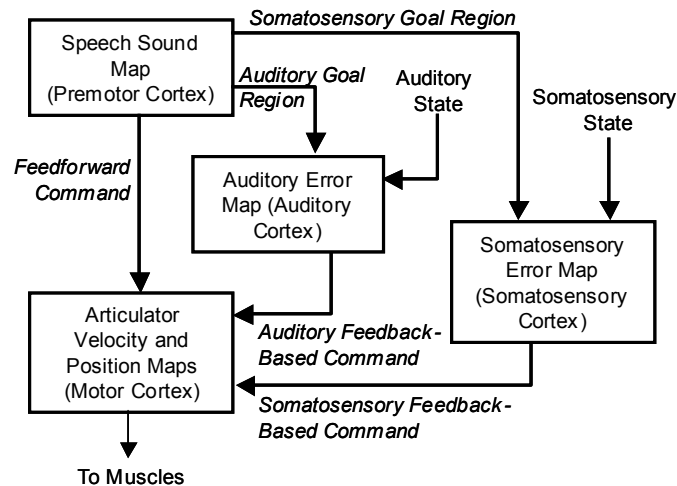 Somatosensory Goal Region
Speech Sound
Map
(Premotor Cortex)
Auditory Goal
Region
Auditory
State
Somatosensory
State
Feedforward
Command
Auditory Error
Map (Auditory
Cortex)
Somatosensory
Error Map
(Somatosensory
Cortex)
Articulator
Velocity and
Position Maps
(Motor Cortex)
Auditory Feedback-
Based Command
Somatosensory Feedback-
Based Command
To Muscles